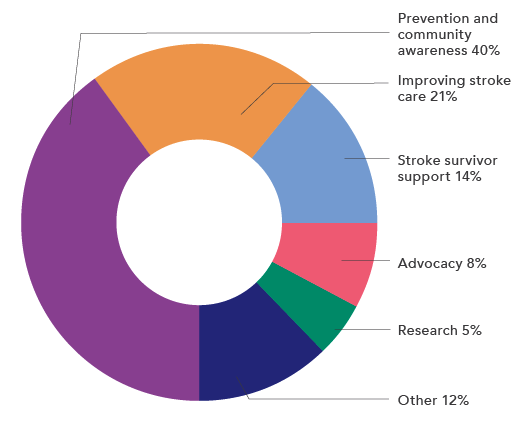 Prevention and
community
awareness 40%
Improving stroke
care 21%
Stroke survivor
support 14%
Advocacy 8%
Research 5%
Other 12%